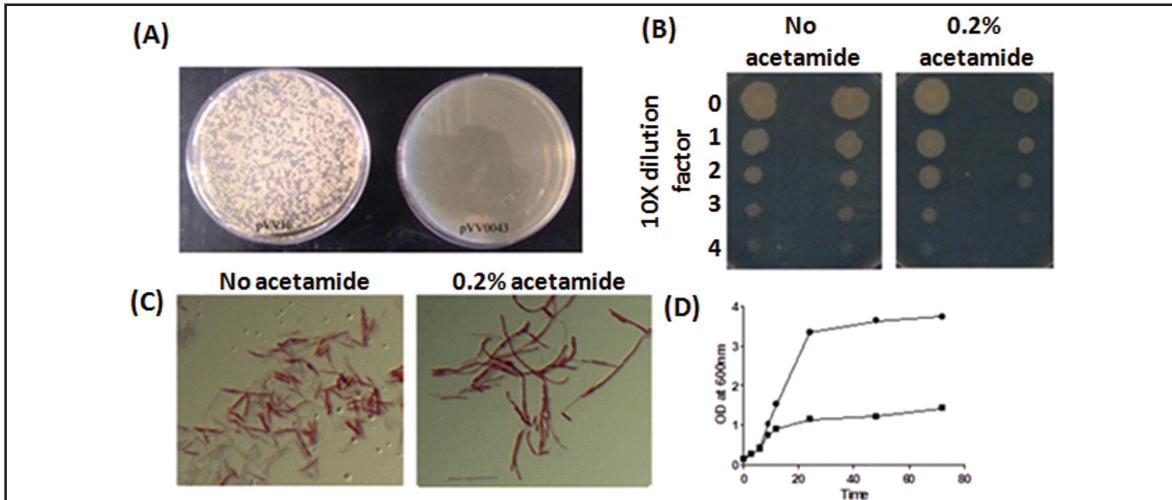 (A)
pVV16
pVV0043
(B)
No acetamide
0.2% acetamide
10X dilution factor
0
1
2
3
4
(C)
No acetamide
0.2% acetamide
(D)
OD at 600nm
4
3
2
1
0
0 20 40 60 80
Time